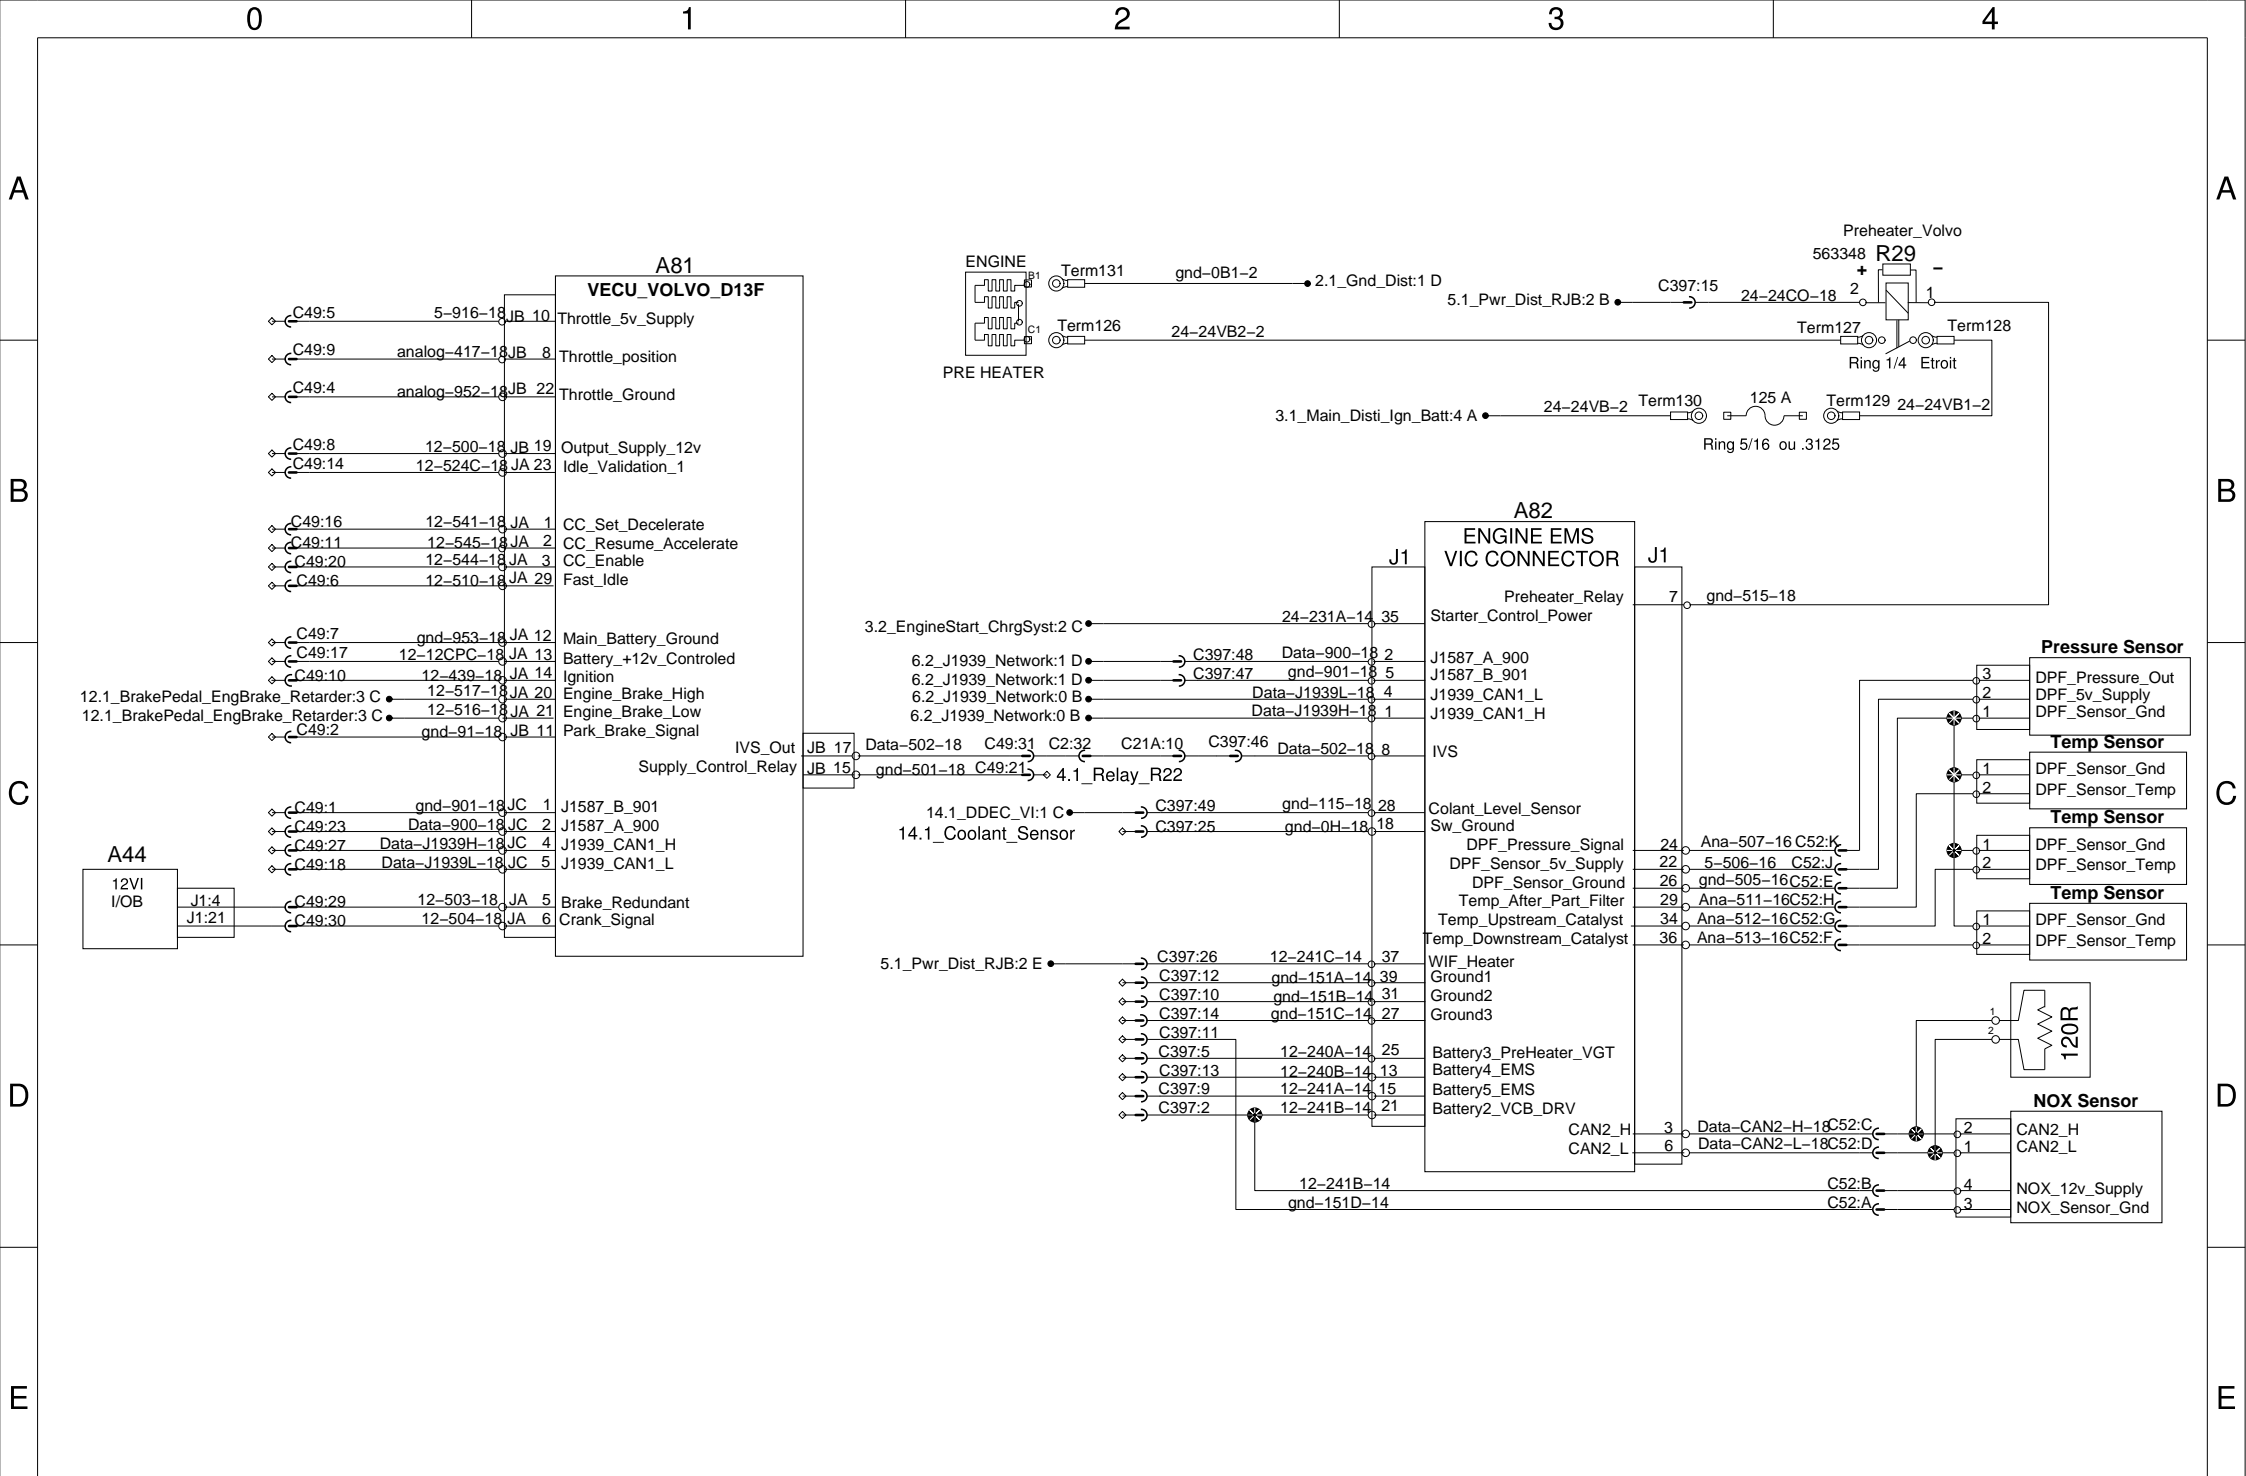 0 1 2 3 4
A A
B B
C C
D D
E E
A81
VECU_VOLVO_D13F
C49:5 5-916-18 JB 10 Throttle_5v_Supply
C49:9 analog-417-18 JB 8 Throttle_position
C49:4 analog-952-18 JB 22 Throttle_Ground
C49:8 12-500-18 JB 19 Output_Supply_12v
C49:14 12-524C-18 JA 23 Idle_Validation_1
C49:16 12-541-18 JA 1 CC_Set_Decelerate
C49:11 12-545-18 JA 2 CC_Resume_Accelerate
C49:20 12-544-18 JA 3 CC_Enable
C49:6 12-510-18 JA 29 Fast_Idle
C49:7 gnd-953-18 JA 12 Main_Battery_Ground
C49:17 12-12CPC-18 JA 13 Battery_+12v_Controled
C49:10 12-439-18 JA 14 Ignition
12.1_BrakePedal_EngBrake_Retarder:3 C 12-517-18 JA 20 Engine_Brake_High
12.1_BrakePedal_EngBrake_Retarder:3 C 12-516-18 JA 21 Engine_Brake_Low
C49:2 gnd-91-18 JB 11 Park_Brake_Signal
IVS_Out JB 17 Data-502-18 C49:31 C2:32 C21A:10 C397:46 Data-502-18 8 IVS
Supply_Control_Relay JB 15 gnd-501-18 C49:21 4.1_Relay_R22
C49:1 gnd-901-18 JC 1 J1587_B_901
C49:23 Data-900-18 JC 2 J1587_A_900
C49:27 Data-J1939H-18 JC 4 J1939_CAN1_H
C49:18 Data-J1939L-18 JC 5 J1939_CAN1_L
A44
12VI
I/OB
J1:4 C49:29 12-503-18 JA 5 Brake_Redundant
J1:21 C49:30 12-504-18 JA 6 Crank_Signal
ENGINE
B1 Term131 gnd-0B1-2 2.1_Gnd_Dist:1 D
C1 Term126 24-24VB2-2 Term127 Term128
PRE HEATER
Preheater_Volvo
563348 R29
+ −
5.1_Pwr_Dist_RJB:2 B C397:15 24-24CO-18 2 1
Ring 1/4 Etroit
3.1_Main_Disti_Ign_Batt:4 A 24-24VB-2 Term130 125 A Term129 24-24VB1-2
Ring 5/16 ou .3125
A82
ENGINE EMS
VIC CONNECTOR
J1 J1
Preheater_Relay 7 gnd-515-18
3.2_EngineStart_ChrgSyst:2 C 24-231A-14 35 Starter_Control_Power
6.2_J1939_Network:1 D C397:48 Data-900-18 2 J1587_A_900
6.2_J1939_Network:1 D C397:47 gnd-901-18 5 J1587_B_901
6.2_J1939_Network:0 B Data-J1939L-18 4 J1939_CAN1_L
6.2_J1939_Network:0 B Data-J1939H-18 1 J1939_CAN1_H
14.1_DDEC_VI:1 C C397:49 gnd-115-18 28 Colant_Level_Sensor
14.1_Coolant_Sensor C397:25 gnd-0H-18 18 Sw_Ground
DPF_Pressure_Signal 24 Ana-507-16 C52:K
DPF_Sensor_5v_Supply 22 5-506-16 C52:J
DPF_Sensor_Ground 26 gnd-505-16 C52:E
Temp_After_Part_Filter 29 Ana-511-16 C52:H
Temp_Upstream_Catalyst 34 Ana-512-16 C52:G
Temp_Downstream_Catalyst 36 Ana-513-16 C52:F
5.1_Pwr_Dist_RJB:2 E C397:26 12-241C-14 37 WIF_Heater
C397:12 gnd-151A-14 39 Ground1
C397:10 gnd-151B-14 31 Ground2
C397:14 gnd-151C-14 27 Ground3
C397:11
C397:5 12-240A-14 25 Battery3_PreHeater_VGT
C397:13 12-240B-14 13 Battery4_EMS
C397:9 12-241A-14 15 Battery5_EMS
C397:2 12-241B-14 21 Battery2_VCB_DRV
CAN2_H 3 Data-CAN2-H-18 C52:C
CAN2_L 6 Data-CAN2-L-18 C52:D
12-241B-14 C52:B
gnd-151D-14 C52:A
Pressure Sensor
3 DPF_Pressure_Out
2 DPF_5v_Supply
1 DPF_Sensor_Gnd
Temp Sensor
1 DPF_Sensor_Gnd
2 DPF_Sensor_Temp
Temp Sensor
1 DPF_Sensor_Gnd
2 DPF_Sensor_Temp
Temp Sensor
1 DPF_Sensor_Gnd
2 DPF_Sensor_Temp
1
2
120R
NOX Sensor
2 CAN2_H
1 CAN2_L
4 NOX_12v_Supply
3 NOX_Sensor_Gnd